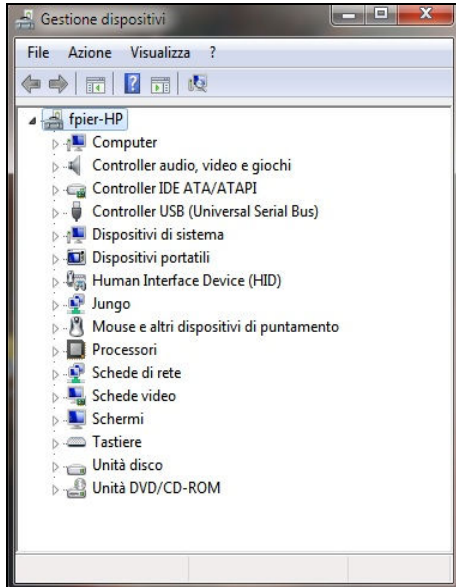 Gestione dispositivi
File Azione Visualizza ?
fpier-HP
Computer
Controller audio, video e giochi
Controller IDE ATA/ATAPI
Controller USB (Universal Serial Bus)
Dispositivi di sistema
Dispositivi portatili
Human Interface Device (HID)
Jungo
Mouse e altri dispositivi di puntamento
Processori
Schede di rete
Schede video
Schermi
Tastiere
Unità disco
Unità DVD/CD-ROM